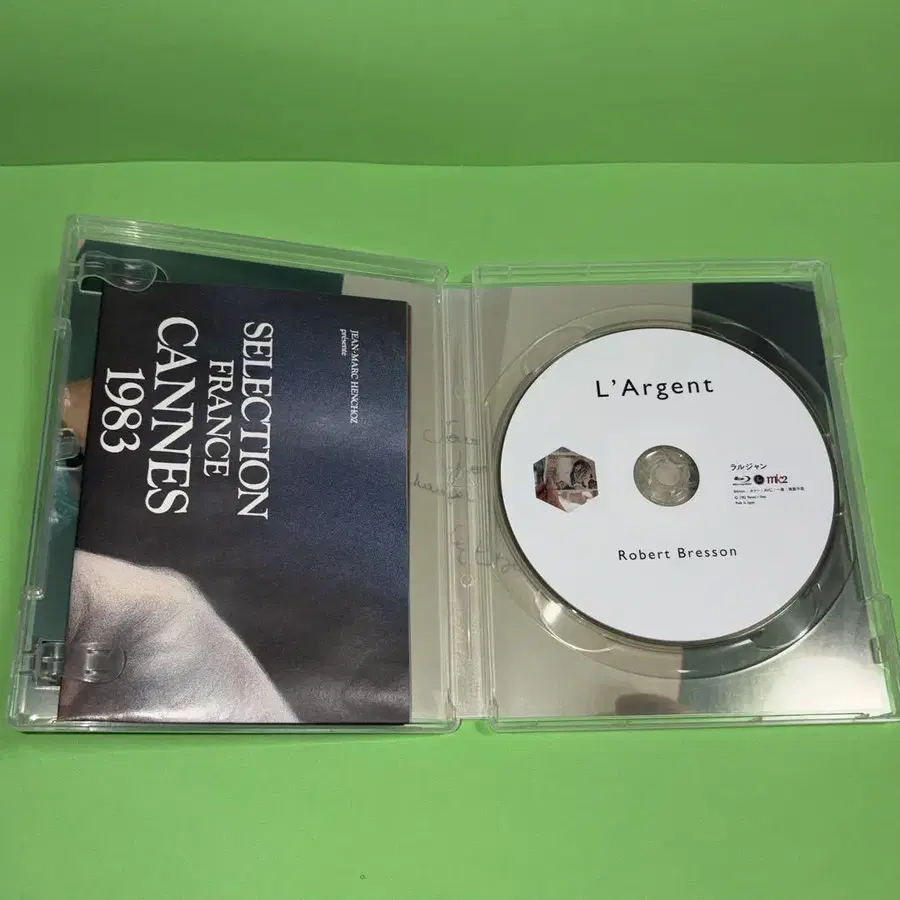 JEAN-MARC HENCHOZ
présente
SELECTION
FRANCE
CANNES
1983
L'Argent
ラルジャン
mk2
Robert Bresson